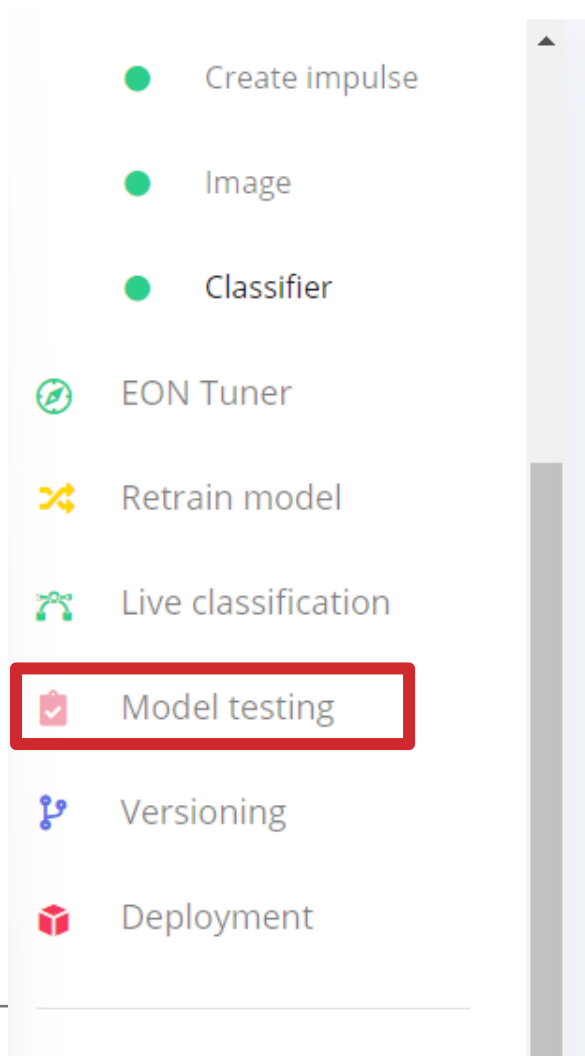 Create impulse
Image
Classifier
EON Tuner
Retrain model
Live classification
Model testing
Versioning
Deployment